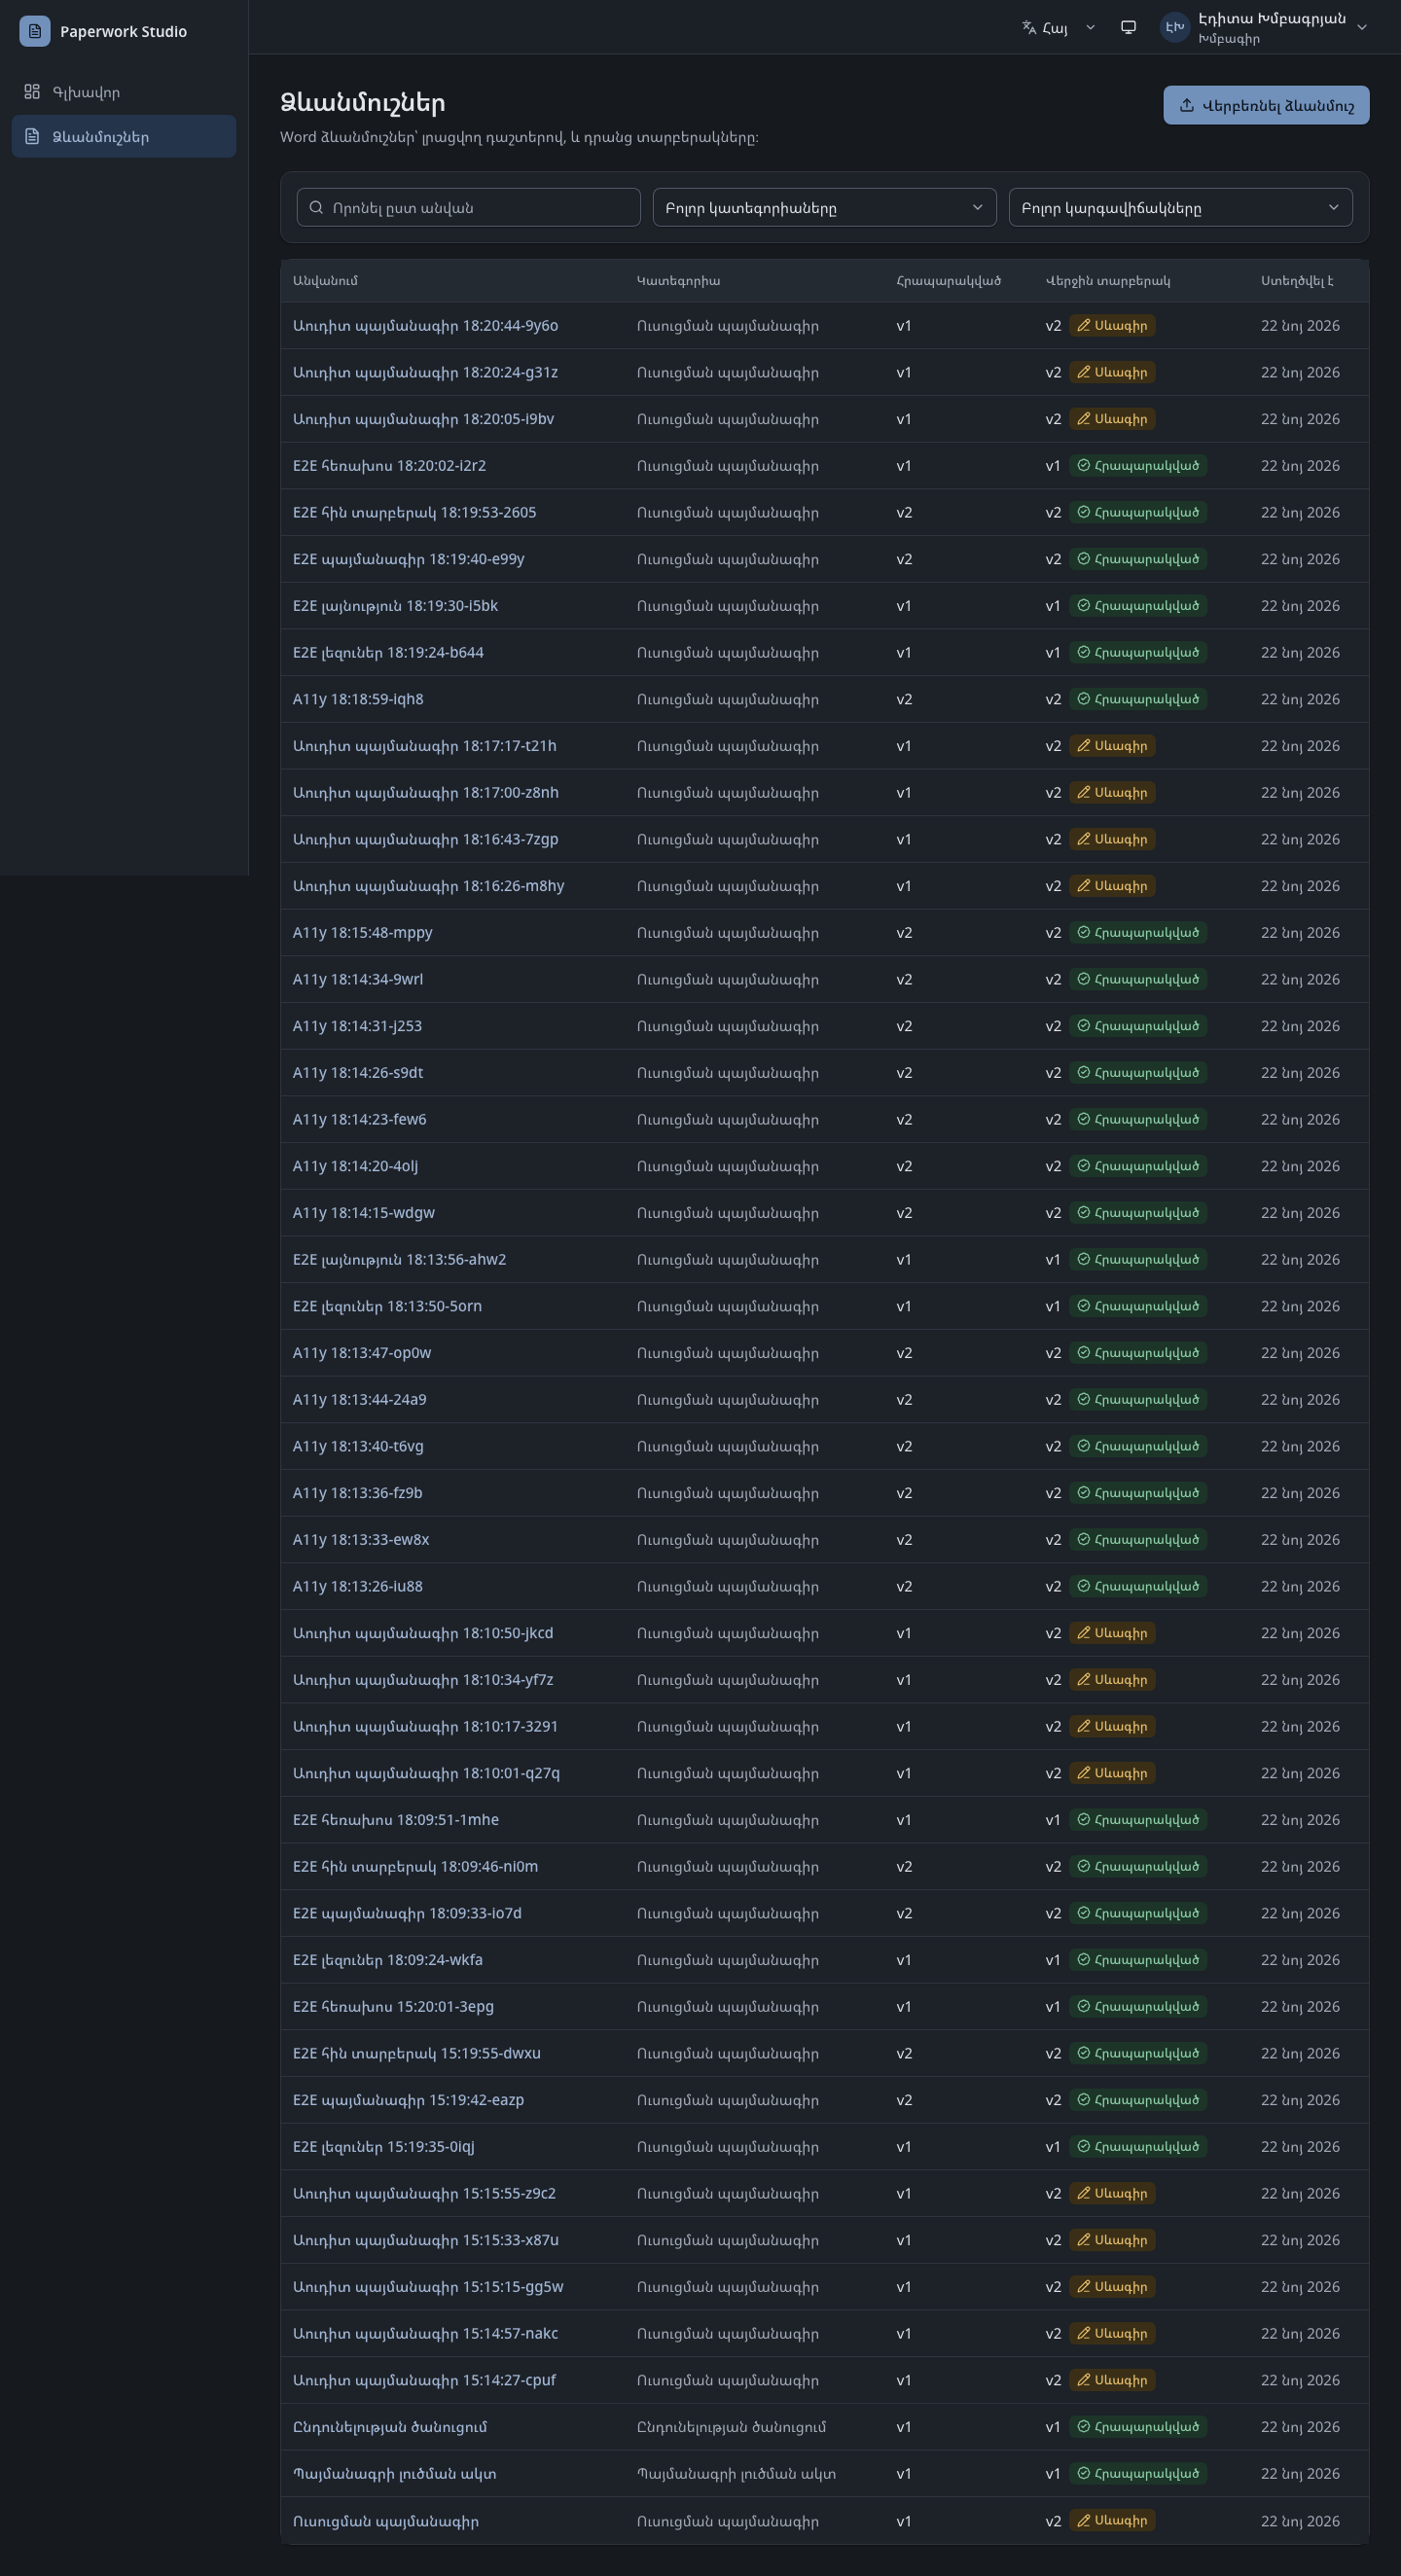 Paperwork Studio
Հայ
ԷԽ
Էդիտա Խմբագրյան
Խմբագիր
Գլխավոր
Ձևանմուշներ
Ձևանմուշներ
Word ձևանմուշներ՝ լրացվող դաշտերով, և դրանց տարբերակները։
Վերբեռնել ձևանմուշ
Որոնել ըստ անվան
Բոլոր կատեգորիաները
Բոլոր կարգավիճակները
Անվանում Կատեգորիա Հրապարակված Վերջին տարբերակ Ստեղծվել է
Աուդիտ պայմանագիր 18:20:44-9y6o Ուսուցման պայմանագիր v1 v2 Սևագիր 22 նոյ 2026
Աուդիտ պայմանագիր 18:20:24-g31z Ուսուցման պայմանագիր v1 v2 Սևագիր 22 նոյ 2026
Աուդիտ պայմանագիր 18:20:05-i9bv Ուսուցման պայմանագիր v1 v2 Սևագիր 22 նոյ 2026
E2E հեռախոս 18:20:02-i2r2 Ուսուցման պայմանագիր v1 v1 Հրապարակված 22 նոյ 2026
E2E հին տարբերակ 18:19:53-2605 Ուսուցման պայմանագիր v2 v2 Հրապարակված 22 նոյ 2026
E2E պայմանագիր 18:19:40-e99y Ուսուցման պայմանագիր v2 v2 Հրապարակված 22 նոյ 2026
E2E լայնություն 18:19:30-i5bk Ուսուցման պայմանագիր v1 v1 Հրապարակված 22 նոյ 2026
E2E լեզուներ 18:19:24-b644 Ուսուցման պայմանագիր v1 v1 Հրապարակված 22 նոյ 2026
A11y 18:18:59-iqh8 Ուսուցման պայմանագիր v2 v2 Հրապարակված 22 նոյ 2026
Աուդիտ պայմանագիր 18:17:17-t21h Ուսուցման պայմանագիր v1 v2 Սևագիր 22 նոյ 2026
Աուդիտ պայմանագիր 18:17:00-z8nh Ուսուցման պայմանագիր v1 v2 Սևագիր 22 նոյ 2026
Աուդիտ պայմանագիր 18:16:43-7zgp Ուսուցման պայմանագիր v1 v2 Սևագիր 22 նոյ 2026
Աուդիտ պայմանագիր 18:16:26-m8hy Ուսուցման պայմանագիր v1 v2 Սևագիր 22 նոյ 2026
A11y 18:15:48-mppy Ուսուցման պայմանագիր v2 v2 Հրապարակված 22 նոյ 2026
A11y 18:14:34-9wrl Ուսուցման պայմանագիր v2 v2 Հրապարակված 22 նոյ 2026
A11y 18:14:31-j253 Ուսուցման պայմանագիր v2 v2 Հրապարակված 22 նոյ 2026
A11y 18:14:26-s9dt Ուսուցման պայմանագիր v2 v2 Հրապարակված 22 նոյ 2026
A11y 18:14:23-few6 Ուսուցման պայմանագիր v2 v2 Հրապարակված 22 նոյ 2026
A11y 18:14:20-4olj Ուսուցման պայմանագիր v2 v2 Հրապարակված 22 նոյ 2026
A11y 18:14:15-wdgw Ուսուցման պայմանագիր v2 v2 Հրապարակված 22 նոյ 2026
E2E լայնություն 18:13:56-ahw2 Ուսուցման պայմանագիր v1 v1 Հրապարակված 22 նոյ 2026
E2E լեզուներ 18:13:50-5orn Ուսուցման պայմանագիր v1 v1 Հրապարակված 22 նոյ 2026
A11y 18:13:47-op0w Ուսուցման պայմանագիր v2 v2 Հրապարակված 22 նոյ 2026
A11y 18:13:44-24a9 Ուսուցման պայմանագիր v2 v2 Հրապարակված 22 նոյ 2026
A11y 18:13:40-t6vg Ուսուցման պայմանագիր v2 v2 Հրապարակված 22 նոյ 2026
A11y 18:13:36-fz9b Ուսուցման պայմանագիր v2 v2 Հրապարակված 22 նոյ 2026
A11y 18:13:33-ew8x Ուսուցման պայմանագիր v2 v2 Հրապարակված 22 նոյ 2026
A11y 18:13:26-iu88 Ուսուցման պայմանագիր v2 v2 Հրապարակված 22 նոյ 2026
Աուդիտ պայմանագիր 18:10:50-jkcd Ուսուցման պայմանագիր v1 v2 Սևագիր 22 նոյ 2026
Աուդիտ պայմանագիր 18:10:34-yf7z Ուսուցման պայմանագիր v1 v2 Սևագիր 22 նոյ 2026
Աուդիտ պայմանագիր 18:10:17-3291 Ուսուցման պայմանագիր v1 v2 Սևագիր 22 նոյ 2026
Աուդիտ պայմանագիր 18:10:01-q27q Ուսուցման պայմանագիր v1 v2 Սևագիր 22 նոյ 2026
E2E հեռախոս 18:09:51-1mhe Ուսուցման պայմանագիր v1 v1 Հրապարակված 22 նոյ 2026
E2E հին տարբերակ 18:09:46-ni0m Ուսուցման պայմանագիր v2 v2 Հրապարակված 22 նոյ 2026
E2E պայմանագիր 18:09:33-io7d Ուսուցման պայմանագիր v2 v2 Հրապարակված 22 նոյ 2026
E2E լեզուներ 18:09:24-wkfa Ուսուցման պայմանագիր v1 v1 Հրապարակված 22 նոյ 2026
E2E հեռախոս 15:20:01-3epg Ուսուցման պայմանագիր v1 v1 Հրապարակված 22 նոյ 2026
E2E հին տարբերակ 15:19:55-dwxu Ուսուցման պայմանագիր v2 v2 Հրապարակված 22 նոյ 2026
E2E պայմանագիր 15:19:42-eazp Ուսուցման պայմանագիր v2 v2 Հրապարակված 22 նոյ 2026
E2E լեզուներ 15:19:35-0iqj Ուսուցման պայմանագիր v1 v1 Հրապարակված 22 նոյ 2026
Աուդիտ պայմանագիր 15:15:55-z9c2 Ուսուցման պայմանագիր v1 v2 Սևագիր 22 նոյ 2026
Աուդիտ պայմանագիր 15:15:33-x87u Ուսուցման պայմանագիր v1 v2 Սևագիր 22 նոյ 2026
Աուդիտ պայմանագիր 15:15:15-gg5w Ուսուցման պայմանագիր v1 v2 Սևագիր 22 նոյ 2026
Աուդիտ պայմանագիր 15:14:57-nakc Ուսուցման պայմանագիր v1 v2 Սևագիր 22 նոյ 2026
Աուդիտ պայմանագիր 15:14:27-cpuf Ուսուցման պայմանագիր v1 v2 Սևագիր 22 նոյ 2026
Ընդունելության ծանուցում Ընդունելության ծանուցում v1 v1 Հրապարակված 22 նոյ 2026
Պայմանագրի լուծման ակտ Պայմանագրի լուծման ակտ v1 v1 Հրապարակված 22 նոյ 2026
Ուսուցման պայմանագիր Ուսուցման պայմանագիր v1 v2 Սևագիր 22 նոյ 2026